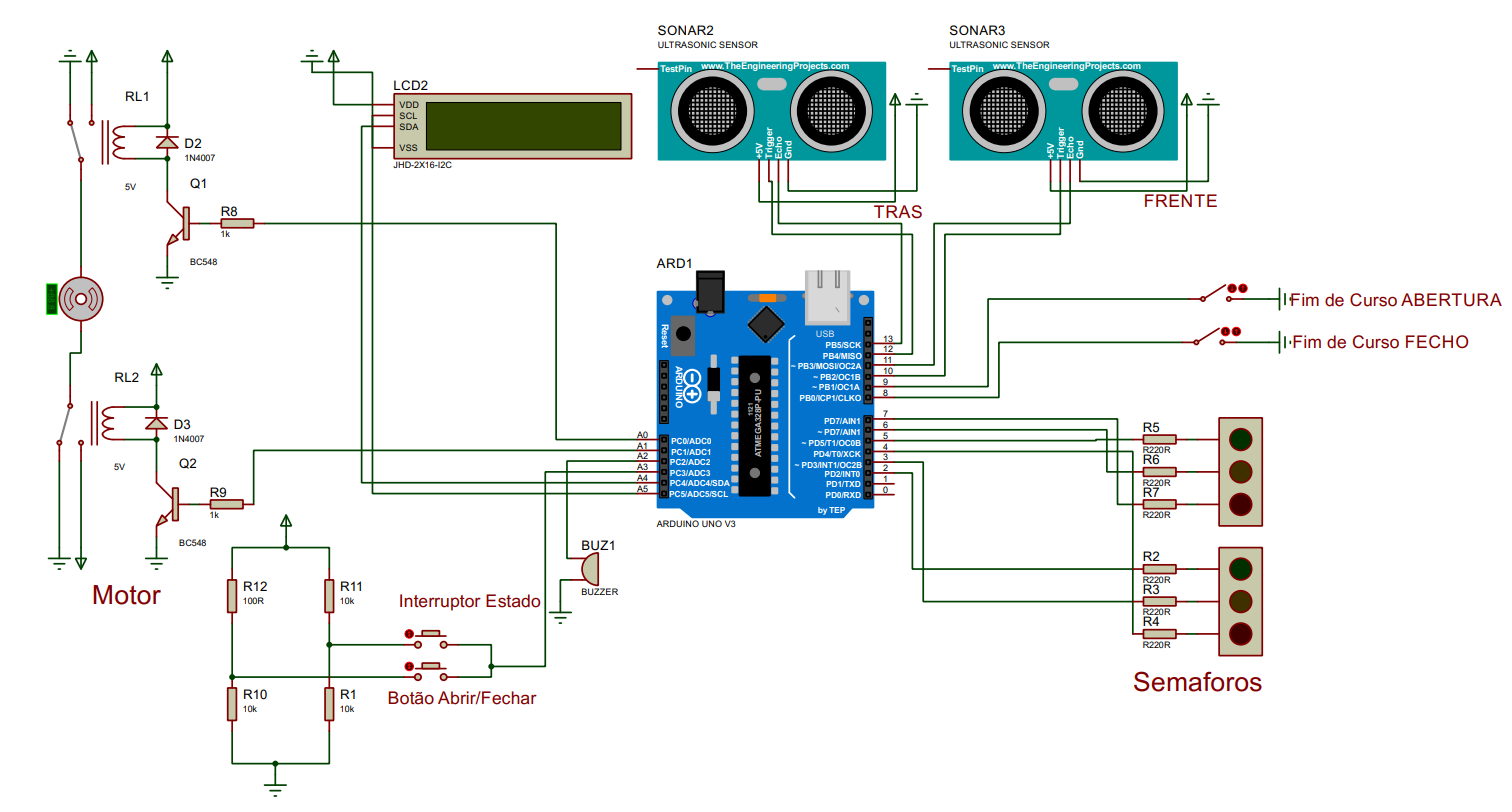 SONAR2
ULTRASONIC SENSOR
TestPin
www.TheEngineeringProjects.com
+5V
Trigger
Echo
Gnd
TRAS
SONAR3
ULTRASONIC SENSOR
TestPin
www.TheEngineeringProjects.com
+5V
Trigger
Echo
Gnd
FRENTE
RL1
5V
D2
1N4007
Q1
BC548
R8
1k
LCD2
VDD
SCL
SDA
VSS
JHD-2X16-I2C
RL2
5V
D3
1N4007
Q2
BC548
R9
1k
Motor
ARD1
Reset
USB
ARDUINO
1121
ATMEGA328P-PU
PB5/SCK 13
PB4/MISO 12
~ PB3/MOSI/OC2A 11
~ PB2/OC1B 10
~ PB1/OC1A 9
PB0/ICP1/CLKO 8
PD7/AIN1 7
~ PD7/AIN1 6
~ PD5/T1/OC0B 5
PD4/T0/XCK 4
~ PD3/INT1/OC2B 3
PD2/INT0 2
PD1/TXD 1
PD0/RXD 0
A0 PC0/ADC0
A1 PC1/ADC1
A2 PC2/ADC2
A3 PC3/ADC3
A4 PC4/ADC4/SDA
A5 PC5/ADC5/SCL
by TEP
ARDUINO UNO V3
Fim de Curso ABERTURA
Fim de Curso FECHO
R5
R220R
R6
R220R
R7
R220R
R2
R220R
R3
R220R
R4
R220R
Semaforos
BUZ1
BUZZER
R12
100R
R11
10k
R10
10k
R1
10k
Interruptor Estado
Botão Abrir/Fechar